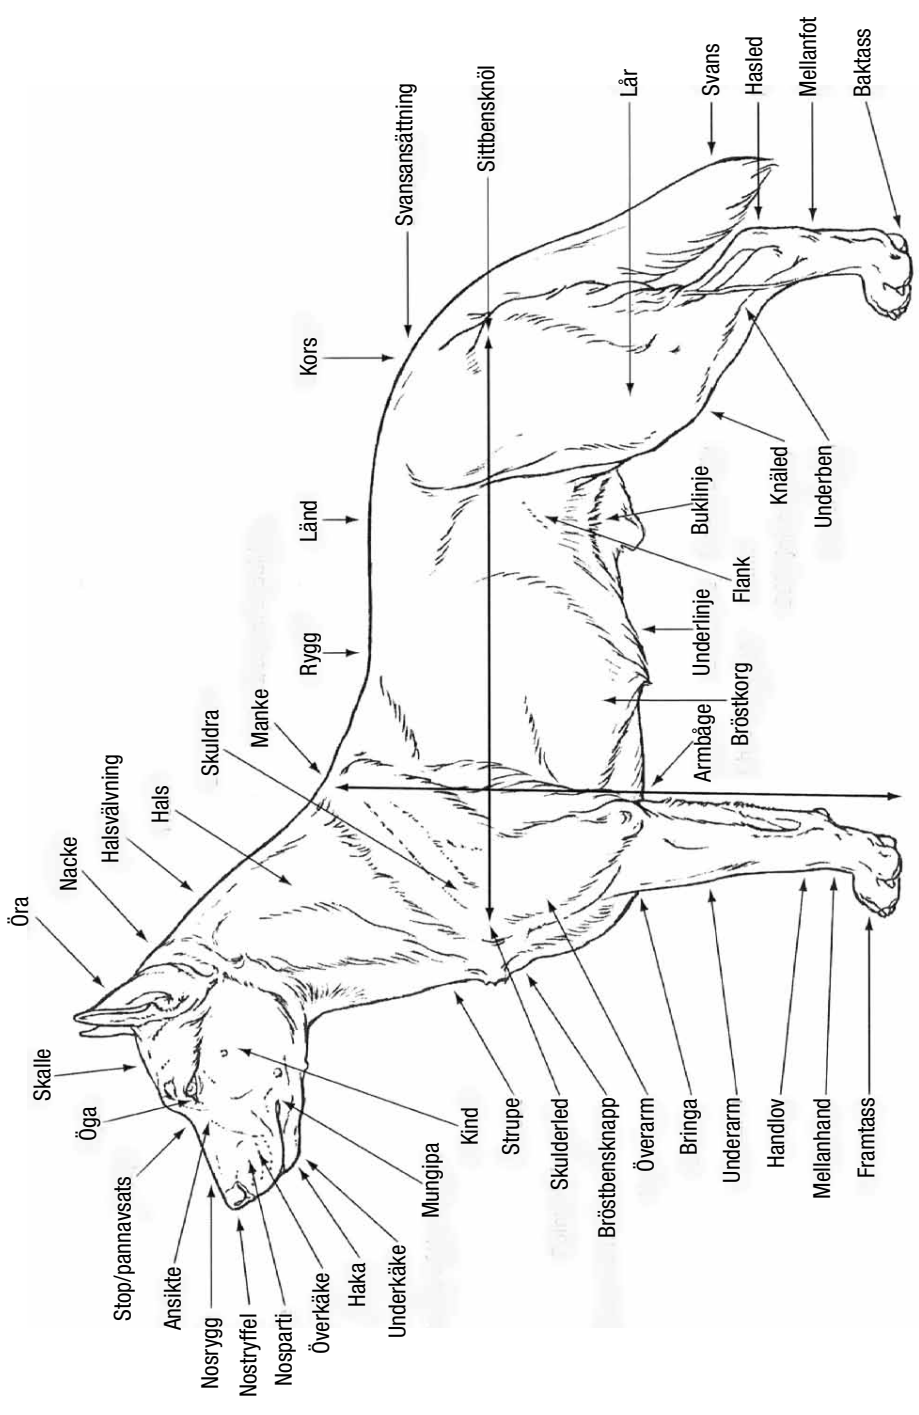 Öra
Nacke
Halsvälvning
Hals
Skuldra
Manke
Rygg
Länd
Kors
Svansansättning
Sittbensknöl
Lår
Svans
Hasled
Mellanfot
Baktass
Skalle
Öga
Stop/pannavsats
Ansikte
Nosrygg
Nostryffel
Nosparti
Överkäke
Haka
Underkäke
Mungipa
Kind
Strupe
Skulderled
Bröstbensknapp
Överarm
Bringa
Underarm
Handlov
Mellanhand
Framtass
Armbåge
Bröstkorg
Underlinje
Flank
Buklinje
Knäled
Underben